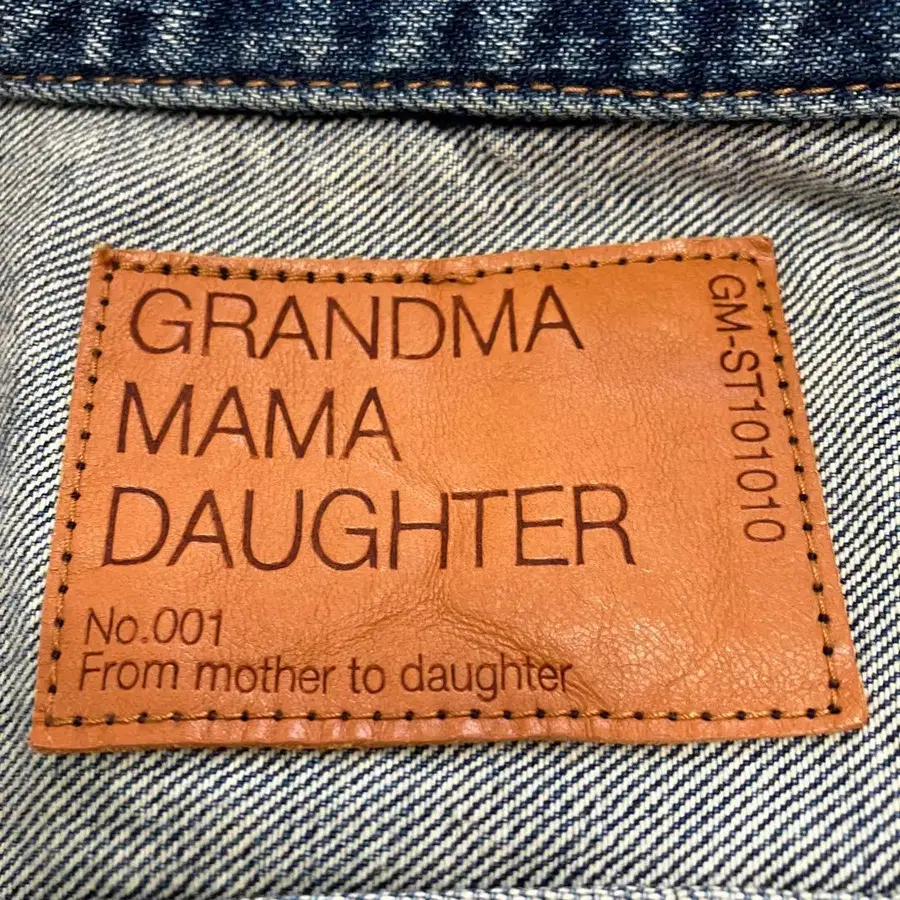 GRANDMA
MAMA
DAUGHTER
No.001
From mother to daughter
GM-ST101010